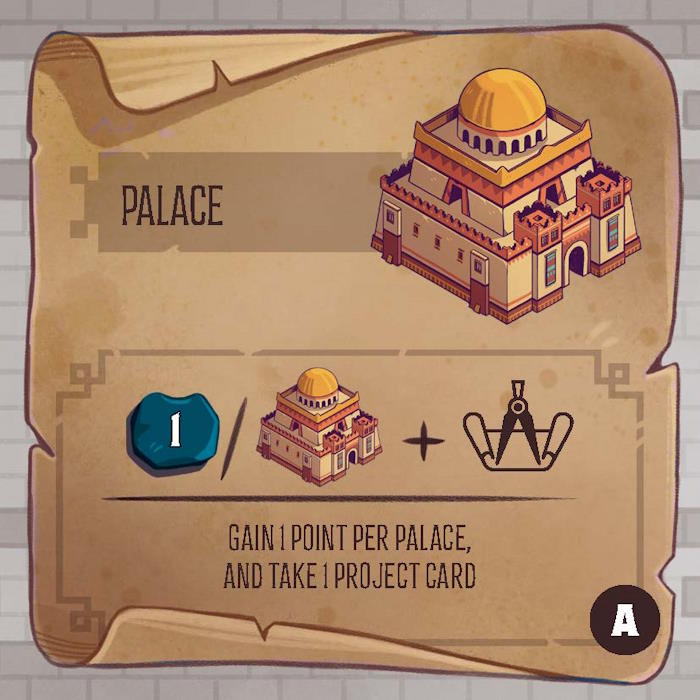 PALACE
1
GAIN 1 POINT PER PALACE,
AND TAKE 1 PROJECT CARD
A